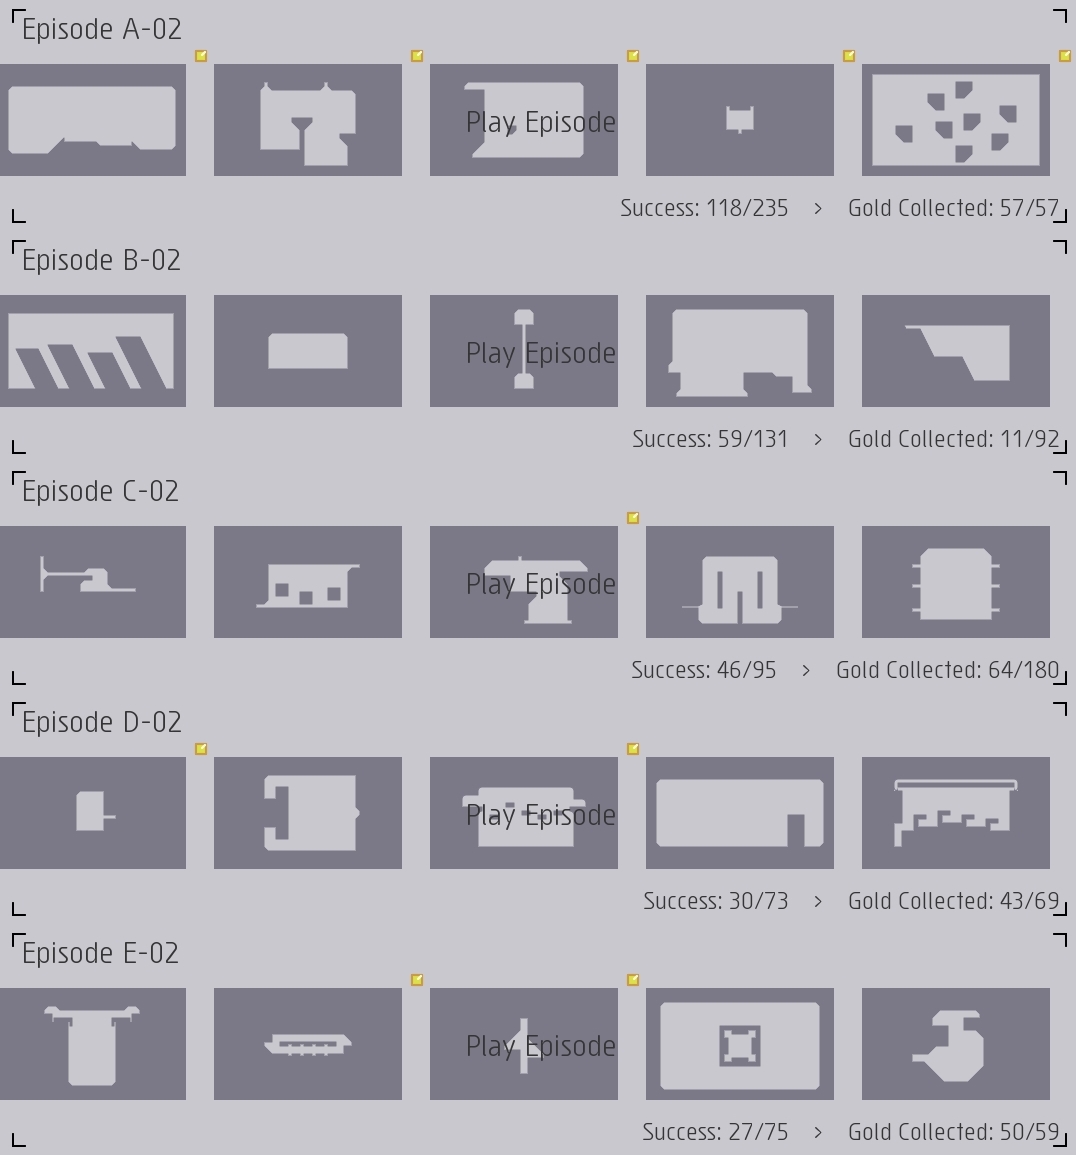 Episode A-02
Play Episode
Success: 118/235 > Gold Collected: 57/57
Episode B-02
Play Episode
Success: 59/131 > Gold Collected: 11/92
Episode C-02
Play Episode
Success: 46/95 > Gold Collected: 64/180
Episode D-02
Play Episode
Success: 30/73 > Gold Collected: 43/69
Episode E-02
Play Episode
Success: 27/75 > Gold Collected: 50/59